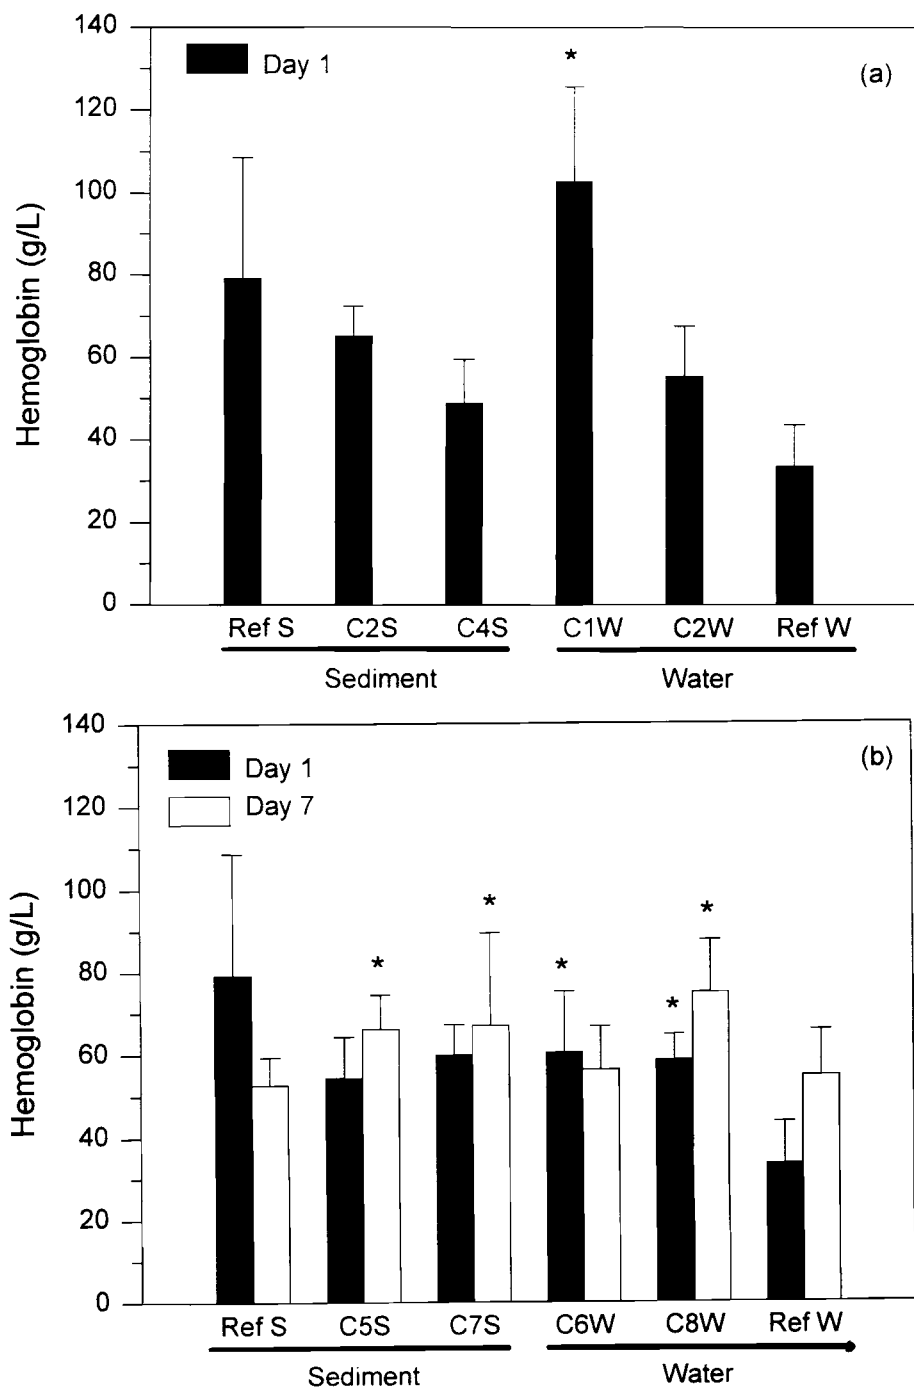 140
Day 1
*
(a)
120
100
80
60
40
20
0
Hemoglobin (g/L)
Ref S C2S C4S C1W C2W Ref W
Sediment Water
140
Day 1
(b)
Day 7
120
100
* * * * *
80
60
40
20
0
Hemoglobin (g/L)
Ref S C5S C7S C6W C8W Ref W
Sediment Water